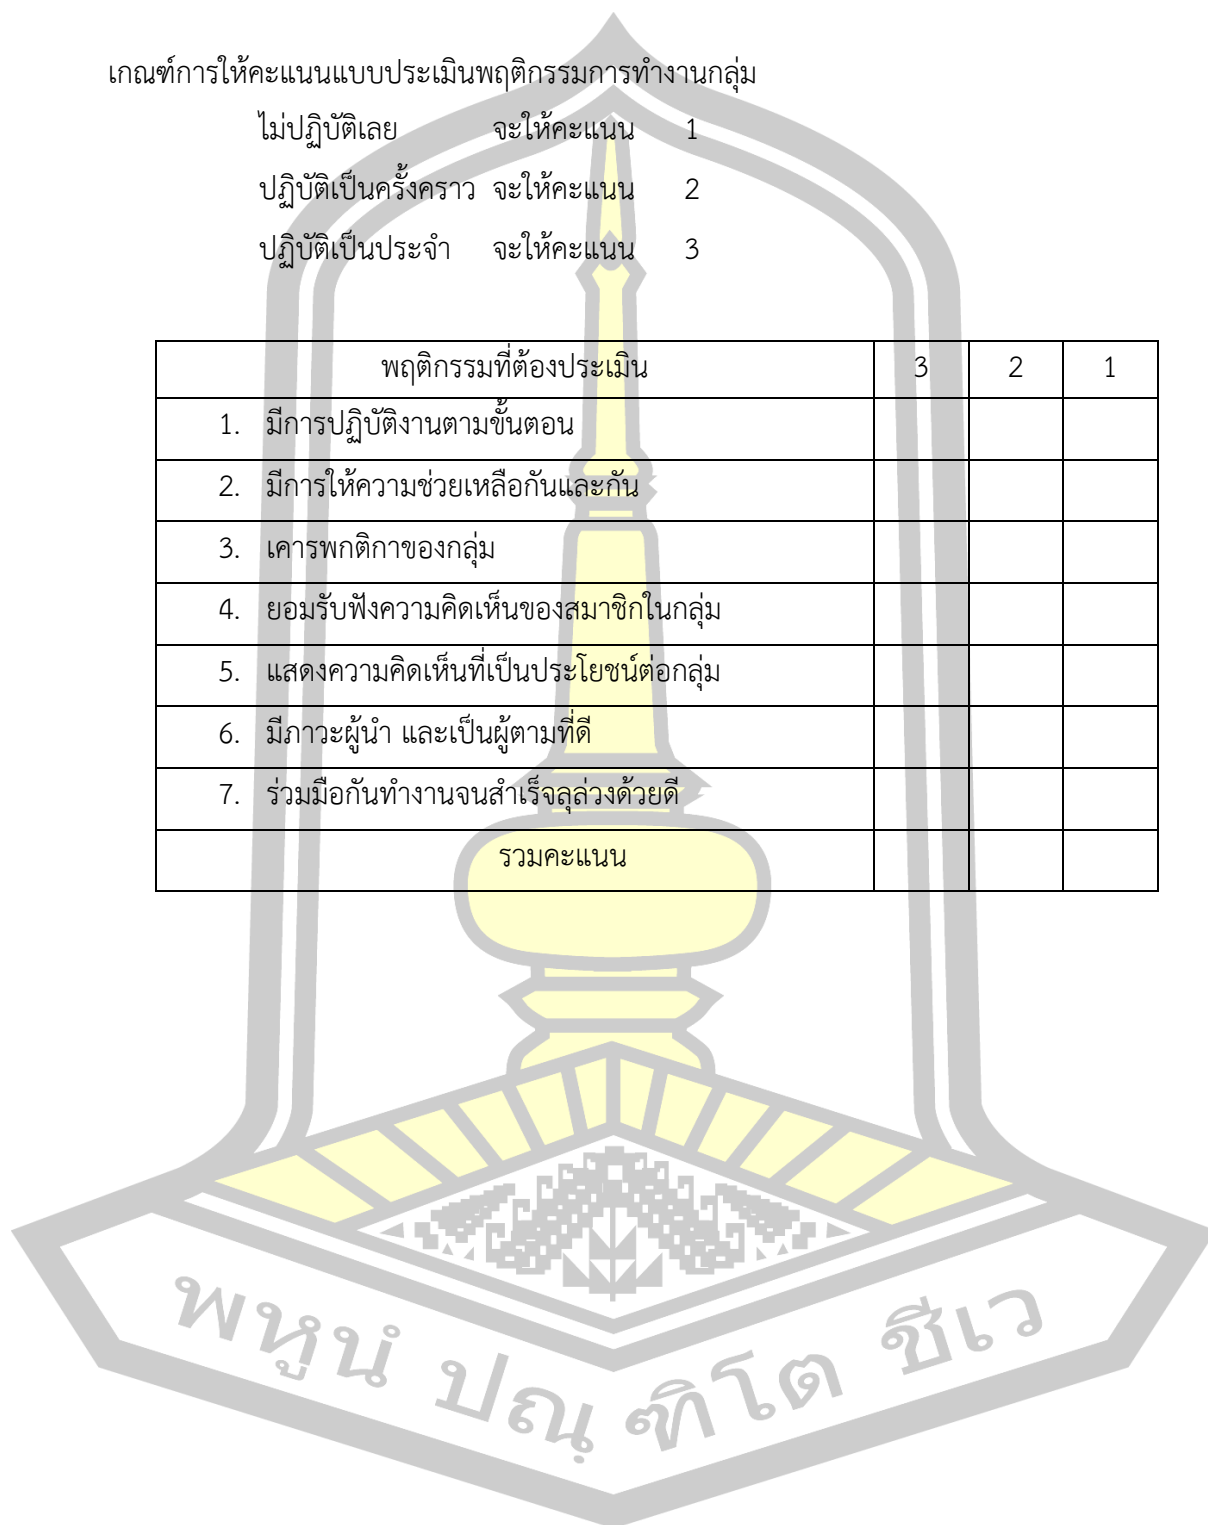 เกณฑ์การให้คะแนนแบบประเมินพฤติกรรมการทำงานกลุ่ม
ไม่ปฏิบัติเลย จะให้คะแนน 1
ปฏิบัติเป็นครั้งคราว จะให้คะแนน 2
ปฏิบัติเป็นประจำ จะให้คะแนน 3
พฤติกรรมที่ต้องประเมิน 3 2 1
1. มีการปฏิบัติงานตามขั้นตอน
2. มีการให้ความช่วยเหลือกันและกัน
3. เคารพกติกาของกลุ่ม
4. ยอมรับฟังความคิดเห็นของสมาชิกในกลุ่ม
5. แสดงความคิดเห็นที่เป็นประโยชน์ต่อกลุ่ม
6. มีภาวะผู้นำ และเป็นผู้ตามที่ดี
7. ร่วมมือกันทำงานจนสำเร็จลุล่วงด้วยดี
รวมคะแนน
พหูนํ ปณฺฑิโต ชีเว